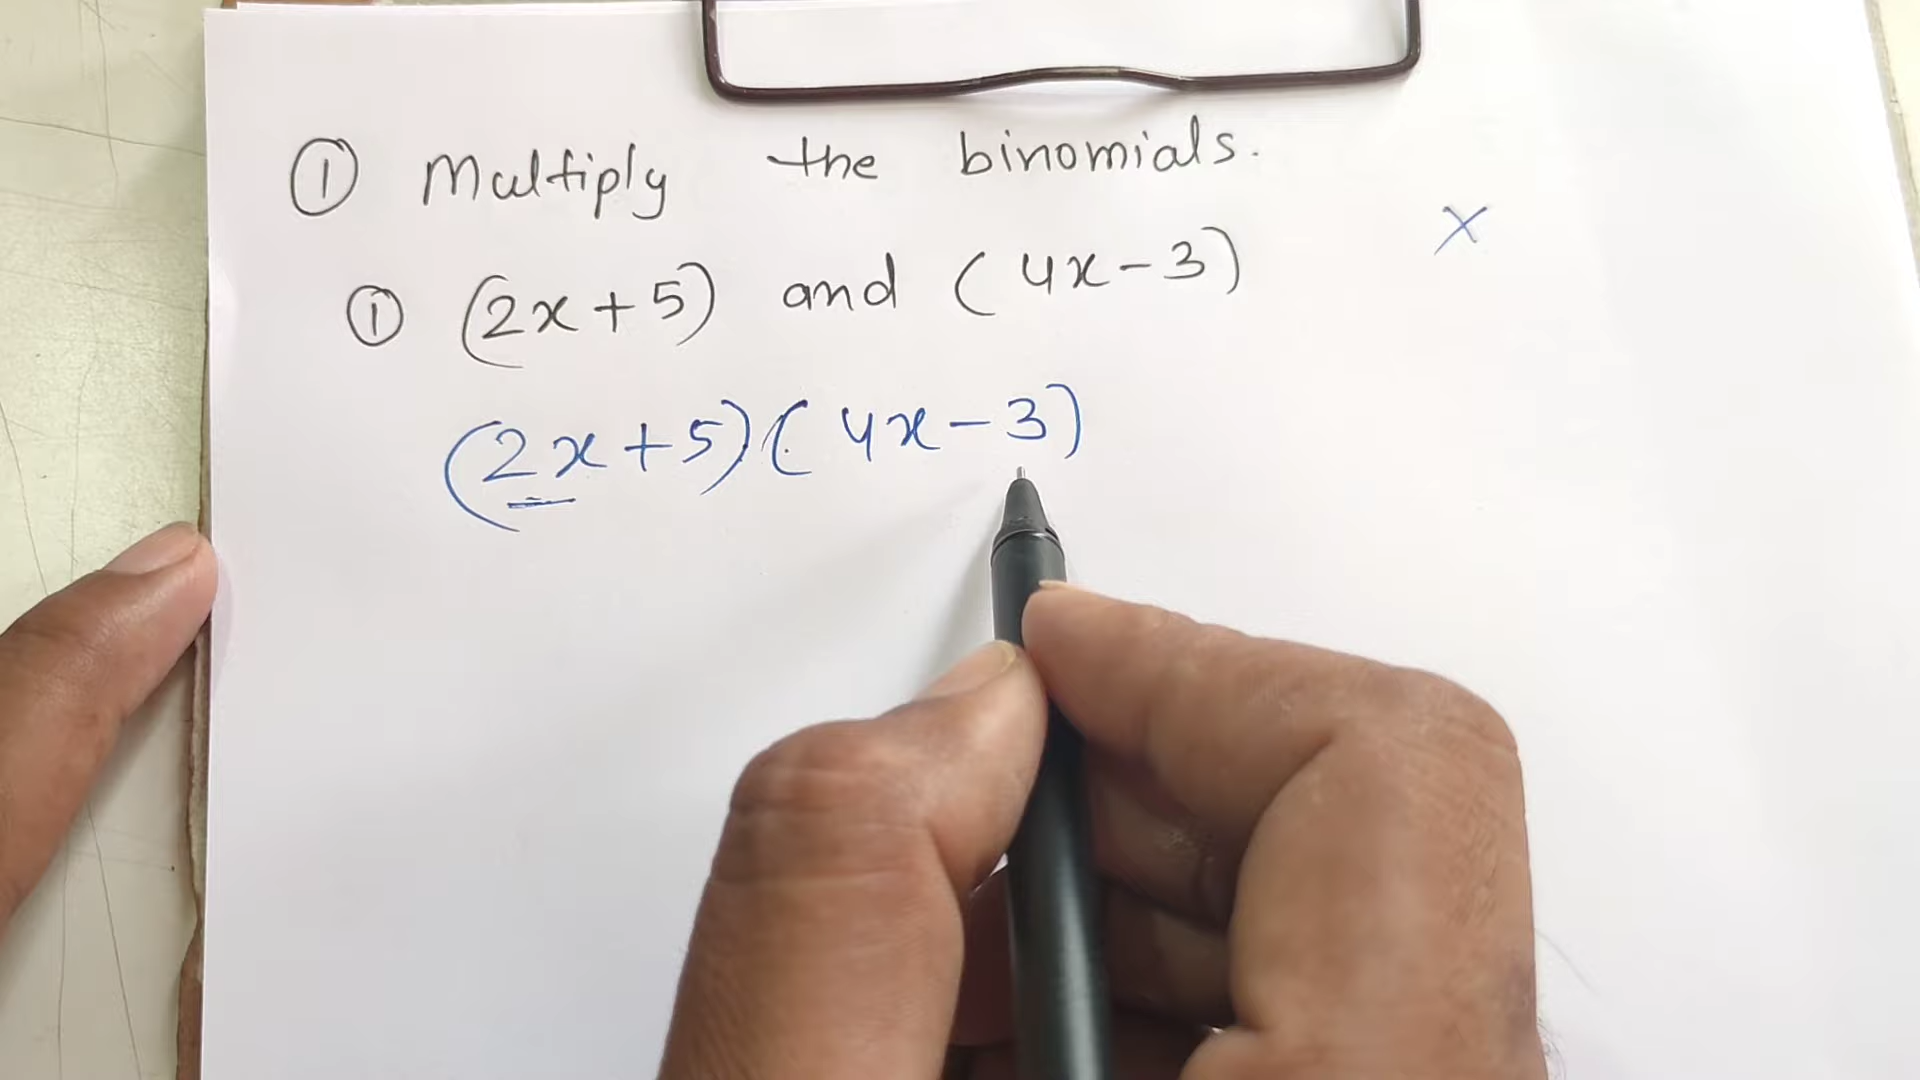 ① Multiply the binomials.
×
① (2x+5) and (4x-3)
(2x+5)(4x-3)